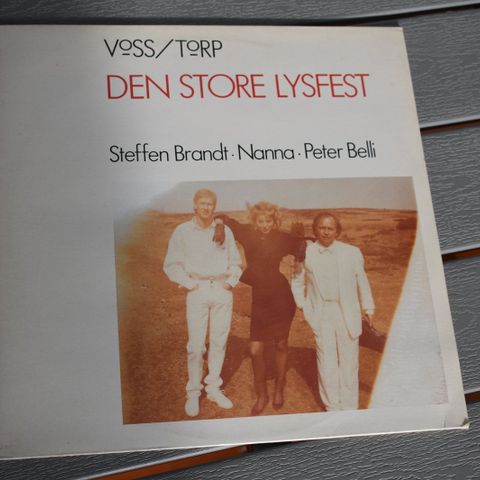 VOSS/TORP
DEN STORE LYSFEST
Steffen Brandt · Nanna · Peter Belli